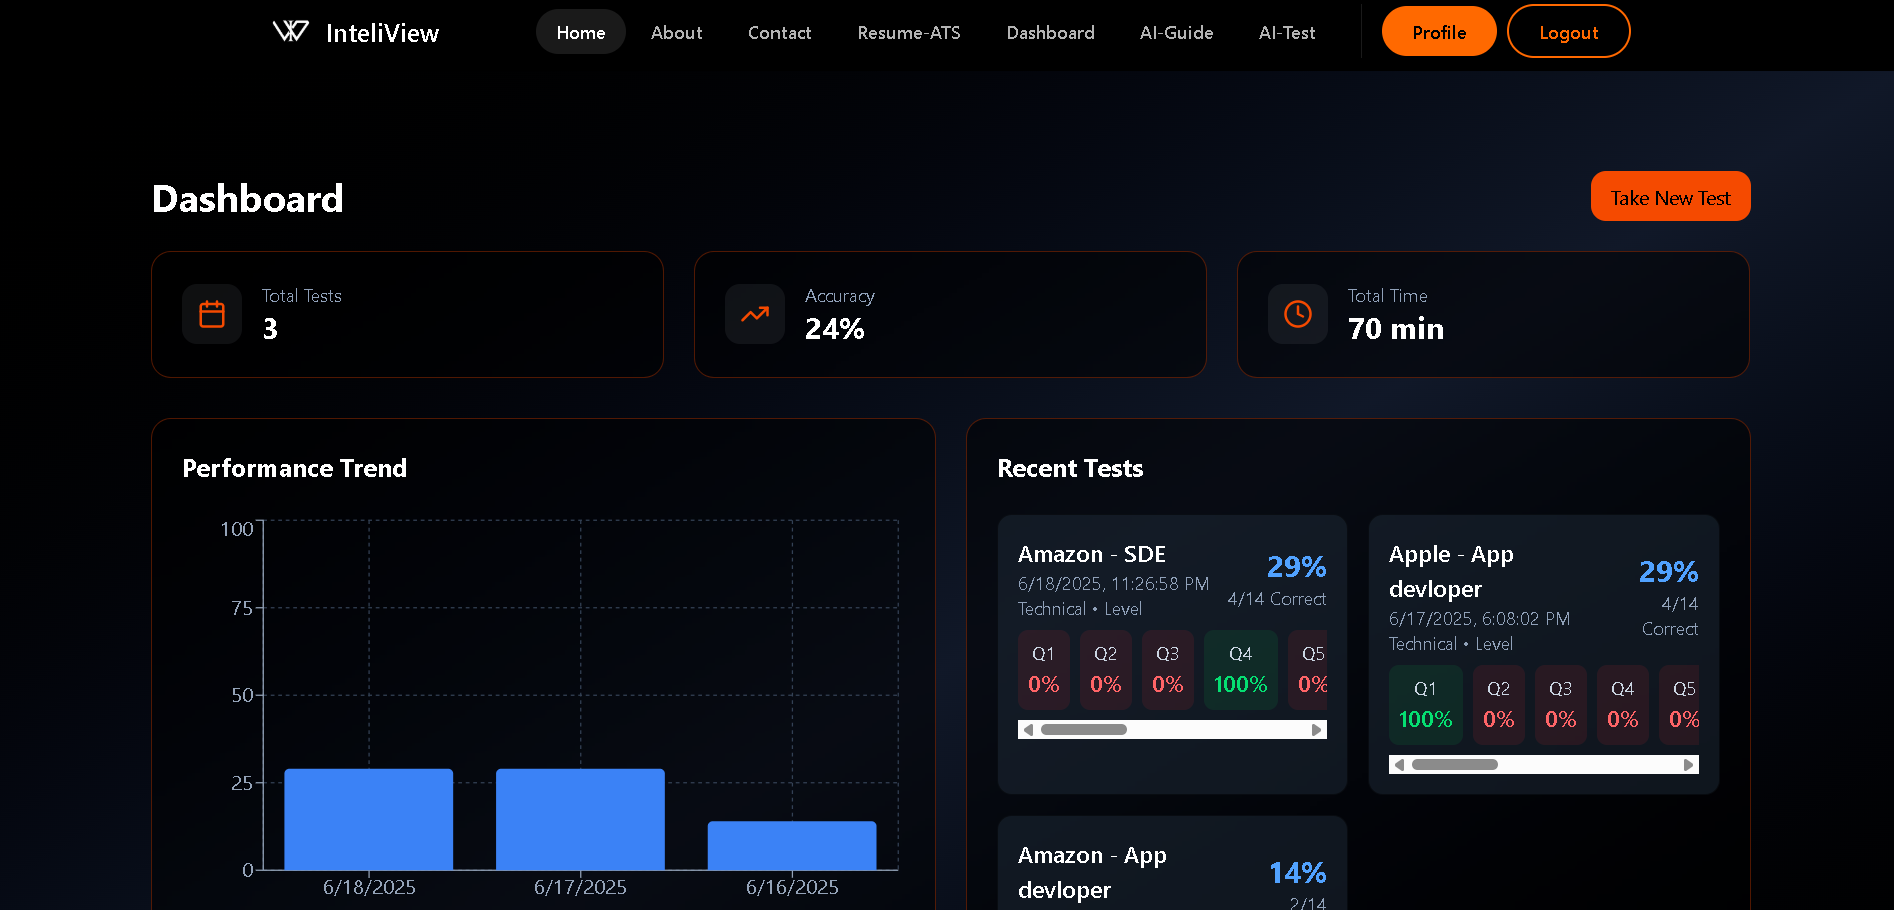 InteliView
Home
About
Contact
Resume-ATS
Dashboard
AI-Guide
AI-Test
Profile
Logout
Dashboard
Take New Test
Total Tests
3
Accuracy
24%
Total Time
70 min
Performance Trend
100
75
50
25
0
6/18/2025
6/17/2025
6/16/2025
Recent Tests
Amazon - SDE
6/18/2025, 11:26:58 PM
Technical • Level
29%
4/14 Correct
Q1
0%
Q2
0%
Q3
0%
Q4
100%
Q5
0%
Apple - App
devloper
6/17/2025, 6:08:02 PM
Technical • Level
29%
4/14
Correct
Q1
100%
Q2
0%
Q3
0%
Q4
0%
Q5
0%
Amazon - App
devloper
14%
2/14